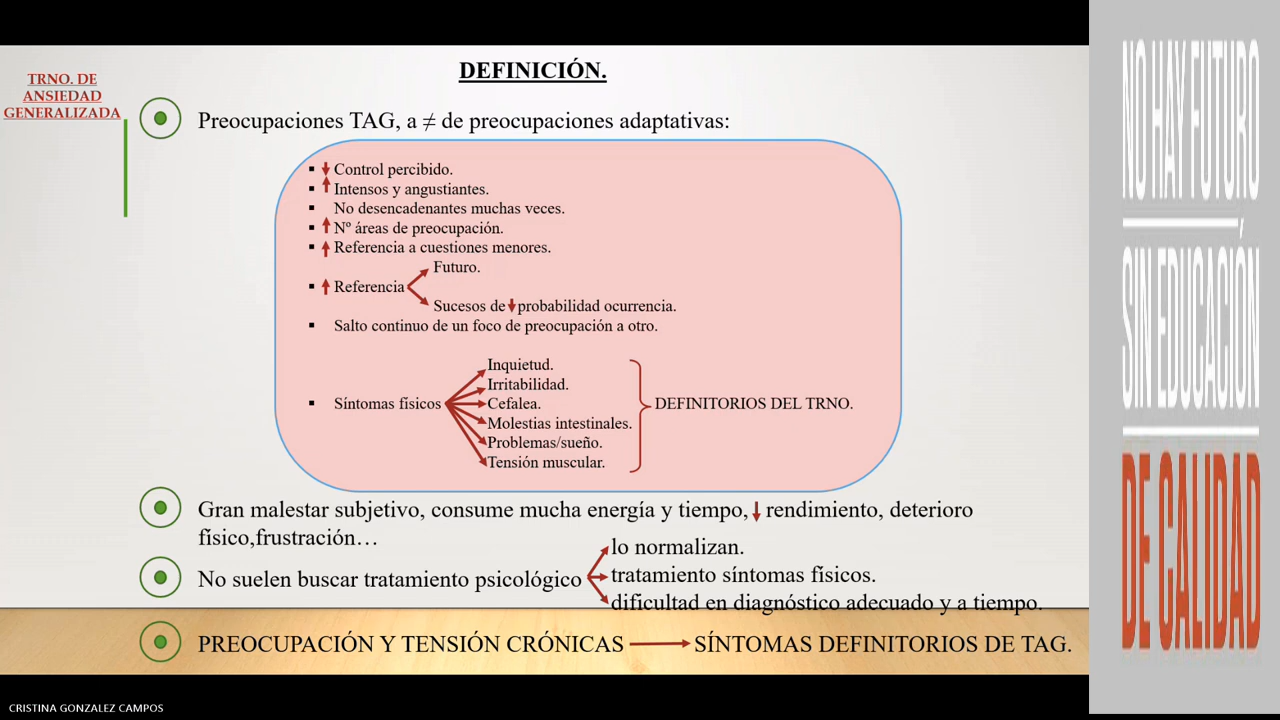 DEFINICIÓN.
TRNO. DE
ANSIEDAD
GENERALIZADA
Preocupaciones TAG, a ≠ de preocupaciones adaptativas:
▪ ↓ Control percibido.
▪ ↑ Intensos y angustiantes.
▪ No desencadenantes muchas veces.
▪ ↑ Nº áreas de preocupación.
▪ ↑ Referencia a cuestiones menores.
Futuro.
▪ ↑ Referencia
Sucesos de ↓ probabilidad ocurrencia.
▪ Salto continuo de un foco de preocupación a otro.
Inquietud.
Irritabilidad.
▪ Síntomas físicos
Cefalea.
DEFINITORIOS DEL TRNO.
Molestias intestinales.
Problemas/sueño.
Tensión muscular.
Gran malestar subjetivo, consume mucha energía y tiempo, ↓ rendimiento, deterioro
físico,frustración…
No suelen buscar tratamiento psicológico
lo normalizan.
tratamiento síntomas físicos.
dificultad en diagnóstico adecuado y a tiempo.
PREOCUPACIÓN Y TENSIÓN CRÓNICAS → SÍNTOMAS DEFINITORIOS DE TAG.
CRISTINA GONZALEZ CAMPOS
NO HAY FUTURO
SIN EDUCACIÓN
DE CALIDAD